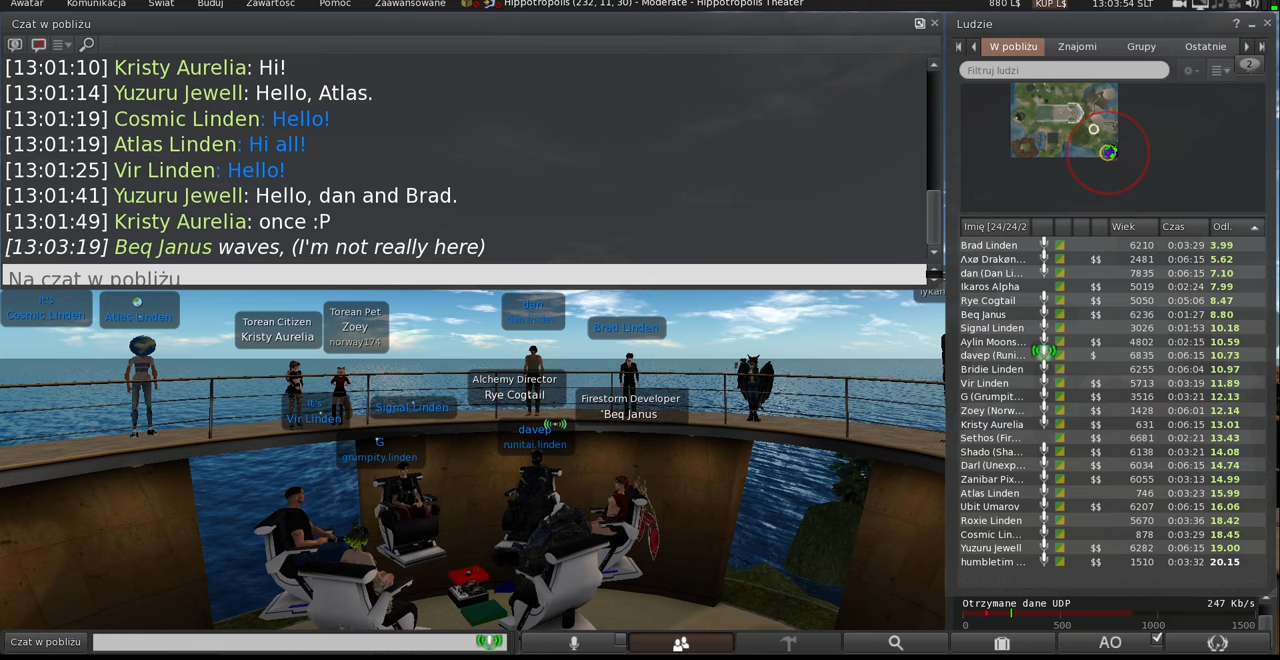 Awatar Komunikacja Świat Buduj Zawartość Pomoc Zaawansowane Hippotropolis (232, 11, 30) - Moderate - Hippotropolis Theater 880 L$ KUP L$ 13:03:54 SLT
Czat w pobliżu
[13:01:10] Kristy Aurelia: Hi!
[13:01:14] Yuzuru Jewell: Hello, Atlas.
[13:01:19] Cosmic Linden: Hello!
[13:01:19] Atlas Linden: Hi all!
[13:01:25] Vir Linden: Hello!
[13:01:41] Yuzuru Jewell: Hello, dan and Brad.
[13:01:49] Kristy Aurelia: once :P
[13:03:19] Beq Janus waves, (I'm not really here)
Na czat w pobliżu
It's
Cosmic Linden
Atlas Linden
Torean Citizen
Kristy Aurelia
Torean Pet
Zoey
norway174
dan
dan.linden
Brad Linden
Alchemy Director
Rye Cogtail
Firestorm Developer
'Beq Janus
It's
Vir Linden
Signal Linden
G
grumpity.linden
davep
runitai.linden
Czat w pobliżu
Ludzie
W pobliżu Znajomi Grupy Ostatnie
Filtruj ludzi
2
Imię [24/24/2 Wiek Czas Odl.
Brad Linden 6210 0:03:29 3.99
Λxσ Drakøn... $$ 2481 0:06:15 5.62
dan (Dan Li... 7835 0:06:15 7.10
Ikaros Alpha $$ 5019 0:02:24 7.99
Rye Cogtail $$ 5050 0:05:06 8.47
Beq Janus $$ 6236 0:01:27 8.80
Signal Linden 3026 0:01:53 10.18
Aylin Moons... $$ 4802 0:02:15 10.59
davep (Runi... $ 6835 0:06:15 10.73
Bridie Linden 6255 0:06:04 10.97
Vir Linden $$ 5713 0:03:19 11.89
G (Grumpit... $$ 3516 0:03:21 12.13
Zoey (Norw... $$ 1428 0:06:01 12.14
Kristy Aurelia 631 0:06:15 13.01
Sethos (Fir... $$ 6681 0:02:21 13.43
Shado (Sha... $$ 6138 0:03:21 14.08
Darl (Unexp... $$ 6034 0:06:15 14.74
Zanibar Pix... $$ 6055 0:03:13 14.99
Atlas Linden 746 0:03:23 15.99
Ubit Umarov $$ 6207 0:06:15 16.06
Roxie Linden 5670 0:03:36 18.42
Cosmic Lin... 878 0:03:29 18.45
Yuzuru Jewell $$ 6282 0:06:15 19.00
humbletim ... $$ 1510 0:03:32 20.15
Otrzymane dane UDP 247 Kb/s
0 500 1000 1500
AO